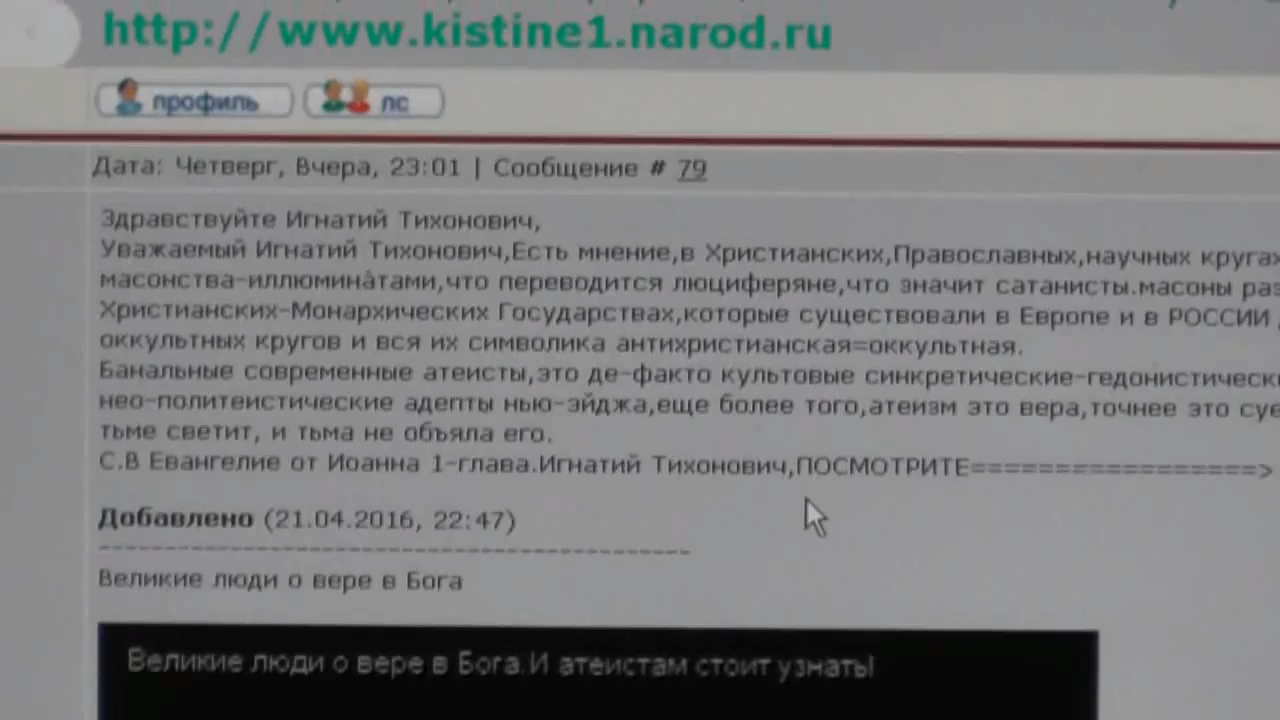 http://www.kistine1.narod.ru
профиль лс
Дата: Четверг, Вчера, 23:01 | Сообщение # 79
Здравствуйте Игнатий Тихонович,
Уважаемый Игнатий Тихонович,Есть мнение,в Христианских,Православных,научных кругах
масонства-иллюминáтами,что переводится люциферяне,что значит сатанисты.масоны раз
Христианских-Монархических Государствах,которые существовали в Европе и в РОССИИ
оккультных кругов и вся их символика антихристианская=оккультная.
Банальные современные атеисты,это де-факто культовые синкретические-гедонистическ
нео-политеистические адепты нью-эйджа,еще более того,атеизм это вера,точнее это суе
тьме светит, и тьма не объяла его.
С.В Евангелие от Иоанна 1-глава.Игнатий Тихонович,ПОСМОТРИТЕ=================>
Добавлено (21.04.2016, 22:47)
---------------------------------------------
Великие люди о вере в Бога
Великие люди о вере в Бога.И атеистам стоит узнать!